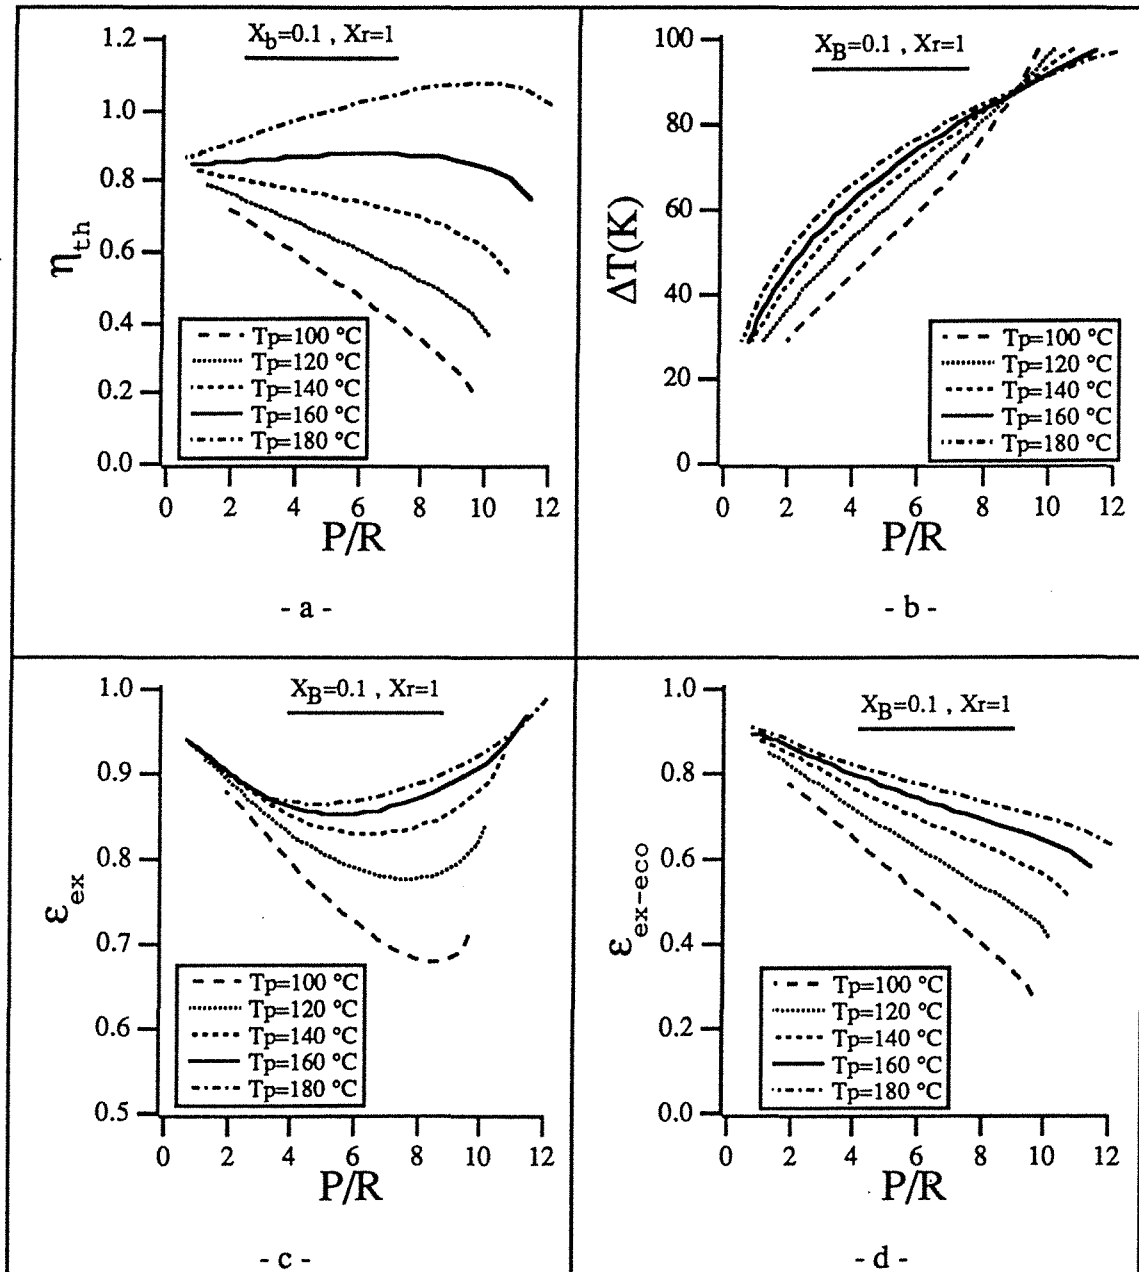 X_b=0.1 , Xr=1
1.2
1.0
0.8
0.6
0.4
0.2
0.0
η_th
Tp=100 °C
Tp=120 °C
Tp=140 °C
Tp=160 °C
Tp=180 °C
0 2 4 6 8 10 12
P/R
- a -
X_B=0.1 , Xr=1
100
80
60
40
20
0
ΔT(K)
Tp=100 °C
Tp=120 °C
Tp=140 °C
Tp=160 °C
Tp=180 °C
0 2 4 6 8 10 12
P/R
- b -
X_B=0.1 , Xr=1
1.0
0.9
0.8
0.7
0.6
0.5
ε_ex
Tp=100 °C
Tp=120 °C
Tp=140 °C
Tp=160 °C
Tp=180 °C
0 2 4 6 8 10 12
P/R
- c -
X_B=0.1 , Xr=1
1.0
0.8
0.6
0.4
0.2
0.0
ε_ex-eco
Tp=100 °C
Tp=120 °C
Tp=140 °C
Tp=160 °C
Tp=180 °C
0 2 4 6 8 10 12
P/R
- d -